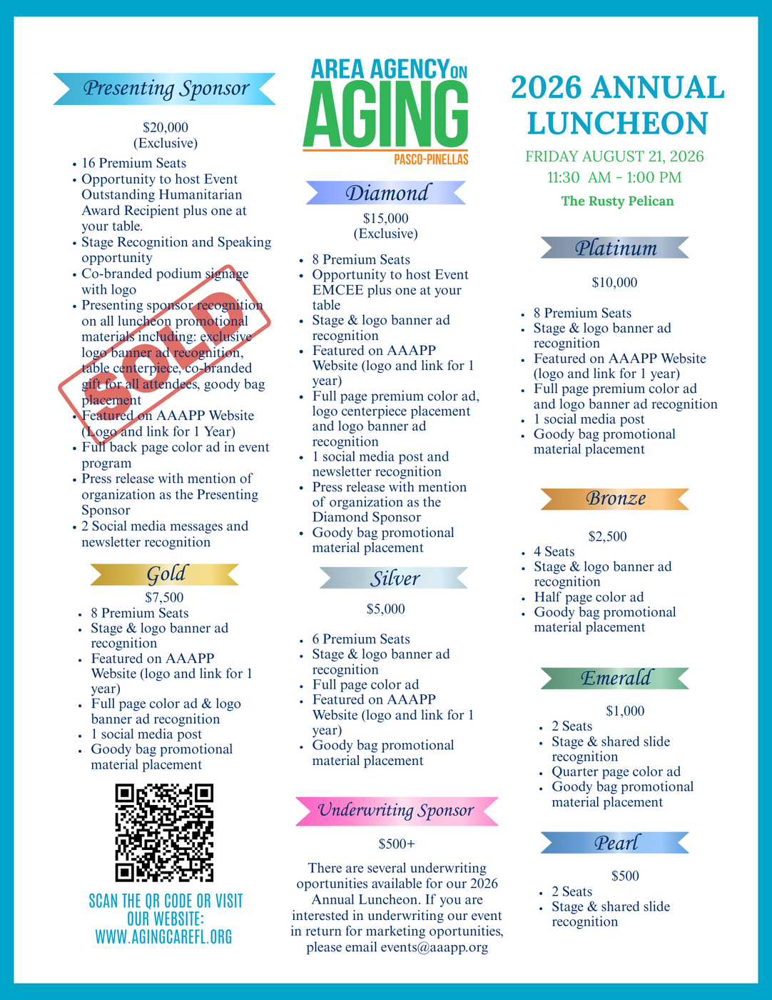 Presenting Sponsor
$20,000
(Exclusive)
• 16 Premium Seats
• Opportunity to host Event
Outstanding Humanitarian
Award Recipient plus one at
your table.
• Stage Recognition and Speaking
opportunity
• Co-branded podium signage
with logo
• Presenting sponsor recognition
on all luncheon promotional
materials including: exclusive
logo banner ad recognition,
table centerpiece, co-branded
gift for all attendees, goody bag
placement
• Featured on AAAPP Website
(Logo and link for 1 Year)
• Full back page color ad in event
program
• Press release with mention of
organization as the Presenting
Sponsor
• 2 Social media messages and
newsletter recognition
SOLD
Gold
$7,500
• 8 Premium Seats
• Stage & logo banner ad
recognition
• Featured on AAAPP
Website (logo and link for 1
year)
• Full page color ad & logo
banner ad recognition
• 1 social media post
• Goody bag promotional
material placement
SCAN THE QR CODE OR VISIT
OUR WEBSITE:
WWW.AGINGCAREFL.ORG
AREA AGENCY ON
AGING
PASCO-PINELLAS
Diamond
$15,000
(Exclusive)
• 8 Premium Seats
• Opportunity to host Event
EMCEE plus one at your
table
• Stage & logo banner ad
recognition
• Featured on AAAPP
Website (logo and link for 1
year)
• Full page premium color ad,
logo centerpiece placement
and logo banner ad
recognition
• 1 social media post and
newsletter recognition
• Press release with mention
of organization as the
Diamond Sponsor
• Goody bag promotional
material placement
Silver
$5,000
• 6 Premium Seats
• Stage & logo banner ad
recognition
• Full page color ad
• Featured on AAAPP
Website (logo and link for 1
year)
• Goody bag promotional
material placement
Underwriting Sponsor
$500+
There are several underwriting
oportunities available for our 2026
Annual Luncheon. If you are
interested in underwriting our event
in return for marketing oportunities,
please email events@aaapp.org
2026 ANNUAL
LUNCHEON
FRIDAY AUGUST 21, 2026
11:30 AM - 1:00 PM
The Rusty Pelican
Platinum
$10,000
• 8 Premium Seats
• Stage & logo banner ad
recognition
• Featured on AAAPP Website
(logo and link for 1 year)
• Full page premium color ad
and logo banner ad recognition
• 1 social media post
• Goody bag promotional
material placement
Bronze
$2,500
• 4 Seats
• Stage & logo banner ad
recognition
• Half page color ad
• Goody bag promotional
material placement
Emerald
$1,000
• 2 Seats
• Stage & shared slide
recognition
• Quarter page color ad
• Goody bag promotional
material placement
Pearl
$500
• 2 Seats
• Stage & shared slide
recognition